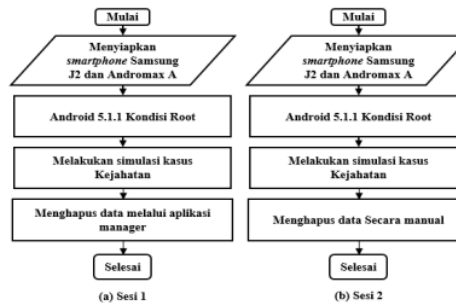 Mulai
Menyiapkan
smartphone Samsung
J2 dan Andromax A
Android 5.1.1 Kondisi Root
Melakukan simulasi kasus
Kejahatan
Menghapus data melalui aplikasi
manager
Selesai
(a) Sesi 1
Mulai
Menyiapkan
smartphone Samsung
J2 dan Andromax A
Android 5.1.1 Kondisi Root
Melakukan simulasi kasus
Kejahatan
Menghapus data Secara manual
Selesai
(b) Sesi 2